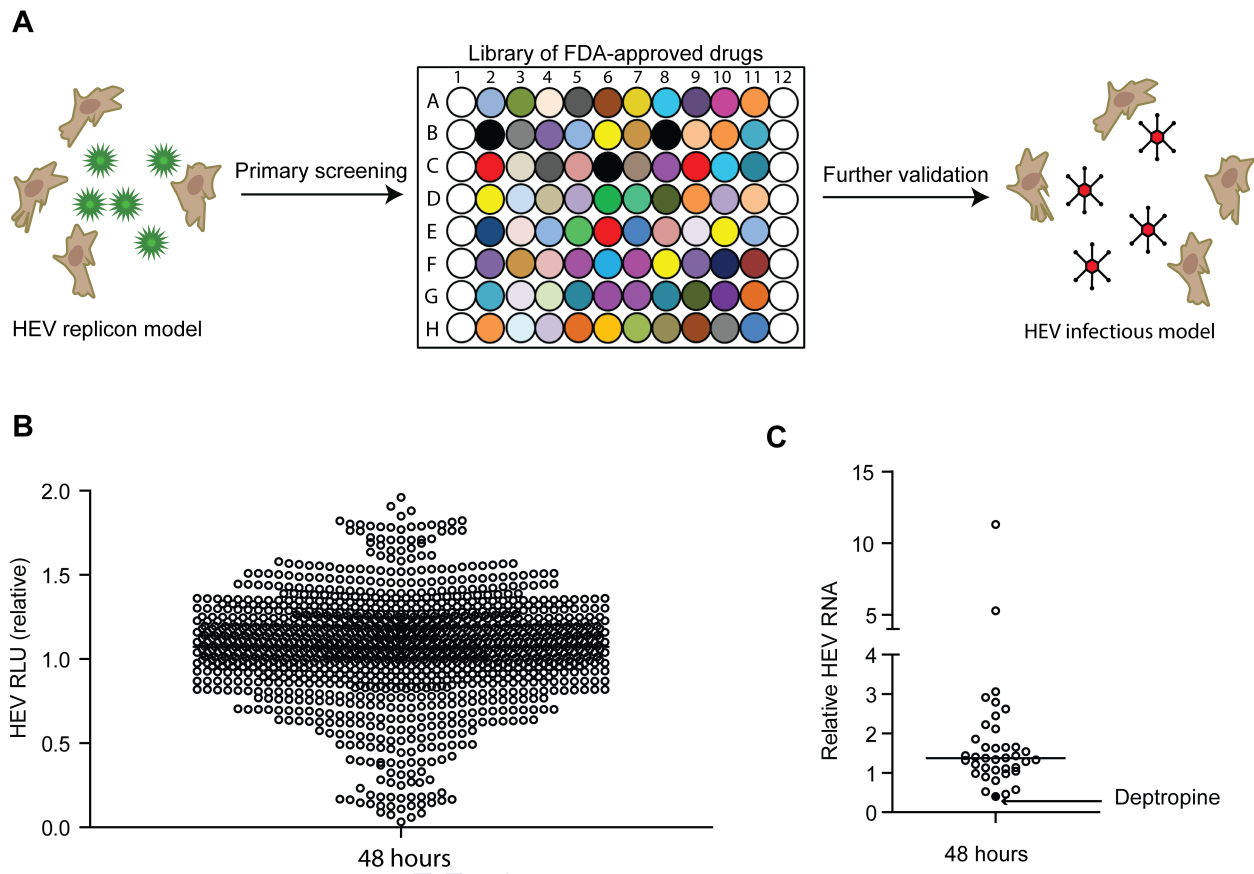 A
Library of FDA-approved drugs
1 2 3 4 5 6 7 8 9 10 11 12
A
B
C
D
E
F
G
H
Primary screening
Further validation
HEV replicon model
HEV infectious model
B
HEV RLU (relative)
2.0
1.5
1.0
0.5
0.0
48 hours
C
Relative HEV RNA
15
10
5
4
3
2
1
0
Deptropine
48 hours